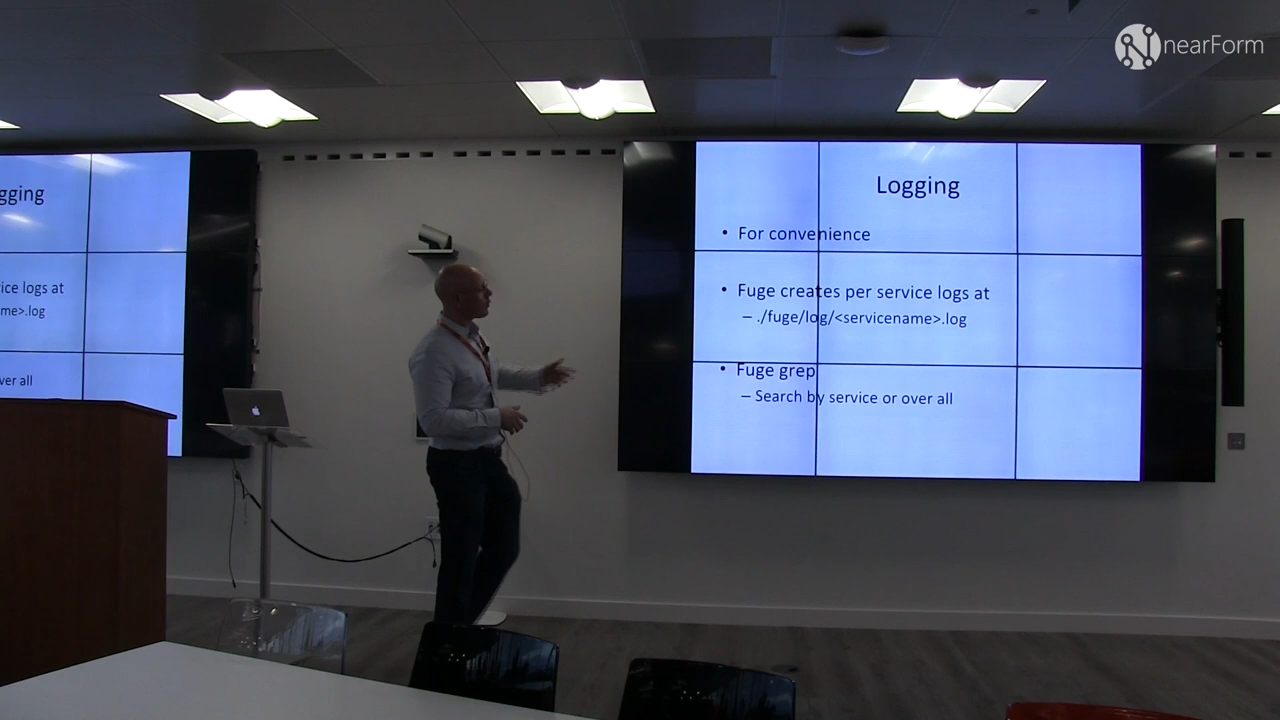 nearForm
gging
ice logs at
me>.log
ver all
Logging
• For convenience
• Fuge creates per service logs at
– ./fuge/log/<servicename>.log
• Fuge grep
– Search by service or over all